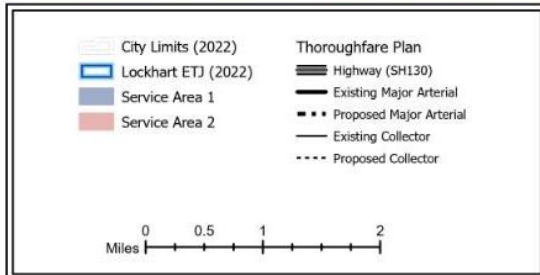 City Limits (2022)
Lockhart ETJ (2022)
Service Area 1
Service Area 2
Thoroughfare Plan
Highway (SH130)
Existing Major Arterial
Proposed Major Arterial
Existing Collector
Proposed Collector
0 0.5 1 2
Miles